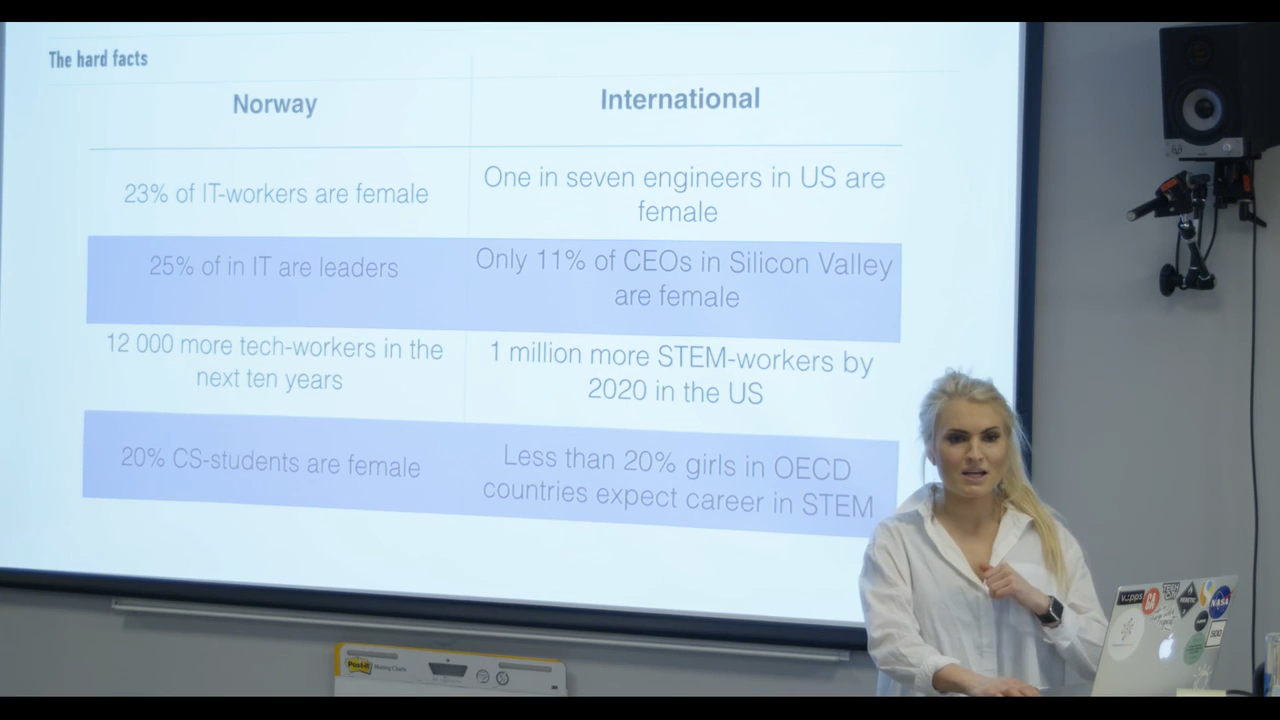 The hard facts
Norway
International
23% of IT-workers are female
One in seven engineers in US are
female
25% of in IT are leaders
Only 11% of CEOs in Silicon Valley
are female
12 000 more tech-workers in the
next ten years
1 million more STEM-workers by
2020 in the US
20% CS-students are female
Less than 20% girls in OECD
countries expect career in STEM
Post-it
NASA